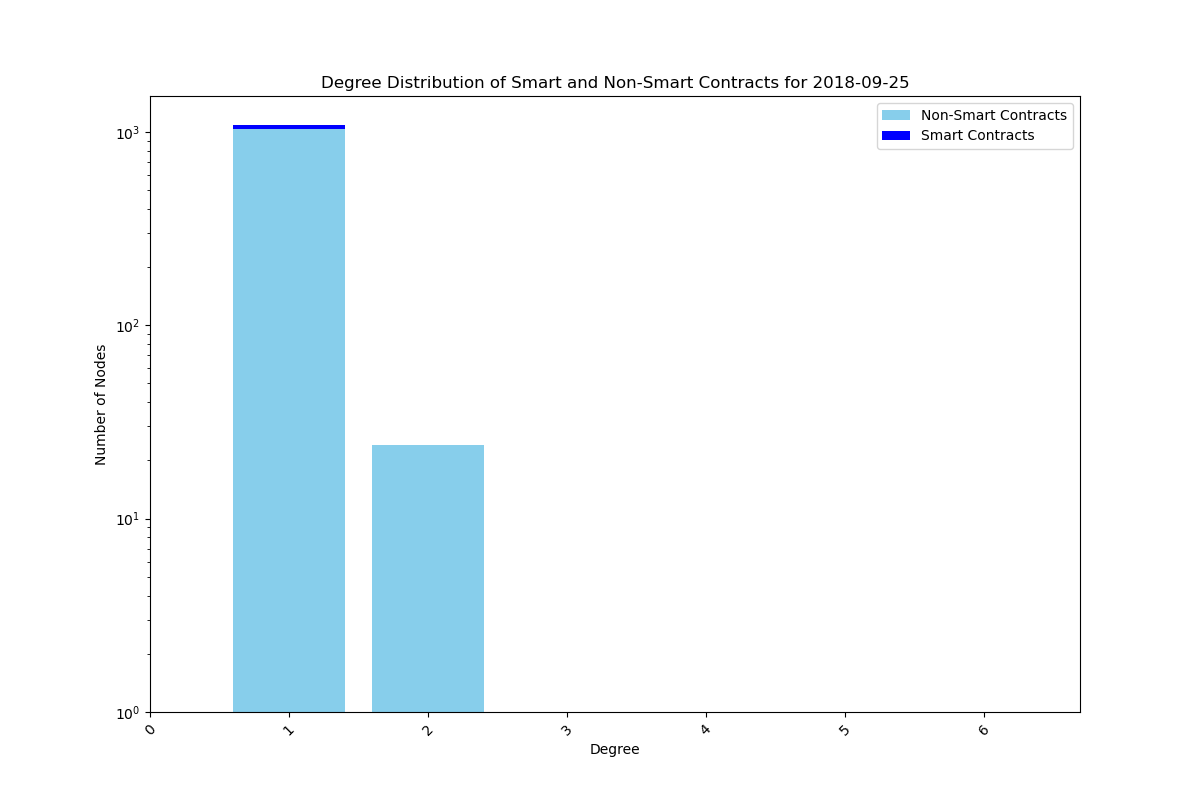 Degree Distribution of Smart and Non-Smart Contracts for 2018-09-25
Non-Smart Contracts
Smart Contracts
Number of Nodes
10³
10²
10¹
10⁰
0 1 2 3 4 5 6
Degree